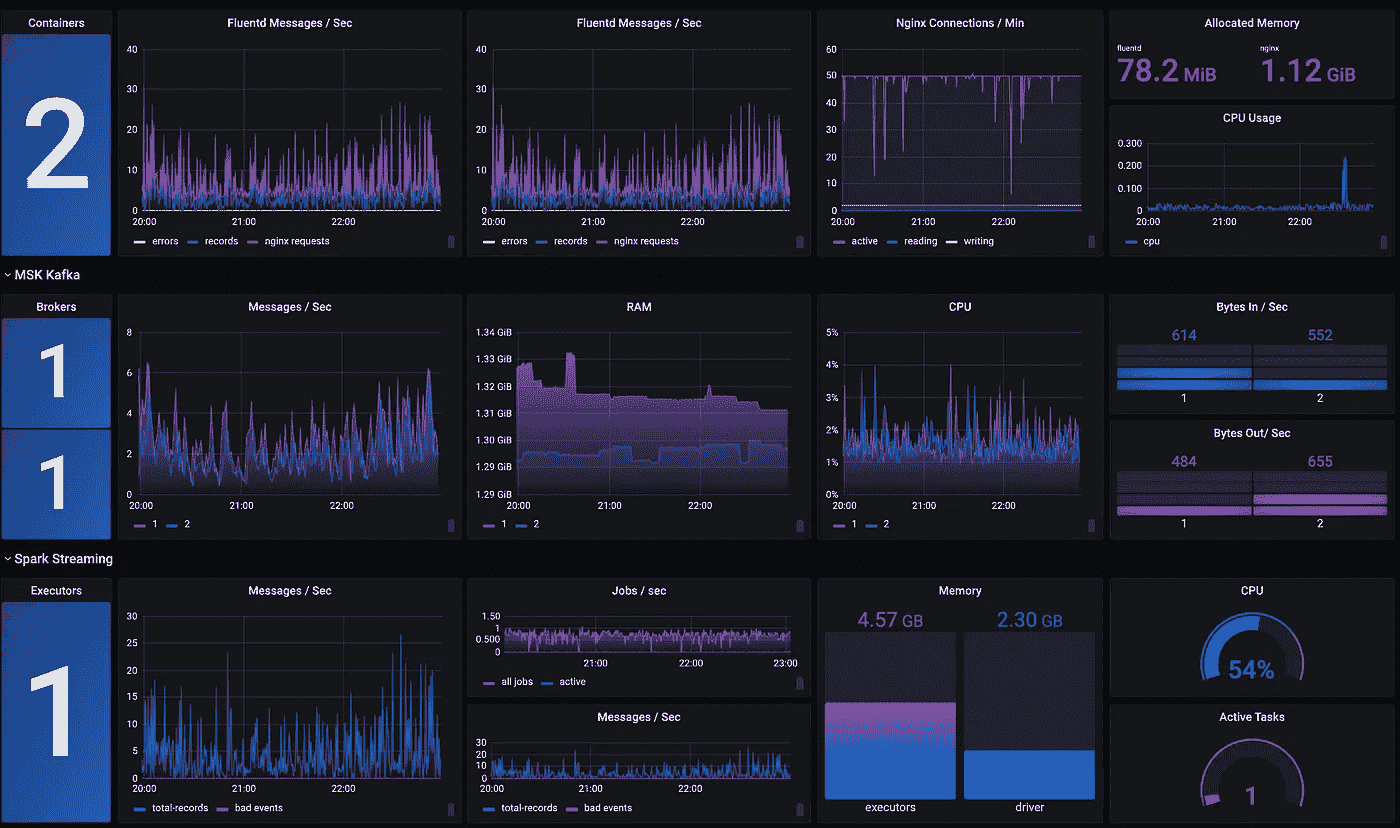 Containers
2
Fluentd Messages / Sec
40
30
20
10
0
20:00 21:00 22:00
errors records nginx requests
Fluentd Messages / Sec
40
30
20
10
0
20:00 21:00 22:00
errors records nginx requests
Nginx Connections / Min
60
50
40
30
20
10
0
20:00 21:00 22:00
active reading writing
Allocated Memory
fluentd nginx
78.2 MiB 1.12 GiB
CPU Usage
0.300
0.200
0.100
0
20:00 21:00 22:00
cpu
MSK Kafka
Brokers
1
1
Messages / Sec
8
6
4
2
0
20:00 21:00 22:00
1 2
RAM
1.34 GiB
1.33 GiB
1.32 GiB
1.31 GiB
1.30 GiB
1.29 GiB
1.29 GiB
20:00 21:00 22:00
1 2
CPU
5%
4%
3%
2%
1%
0%
20:00 21:00 22:00
1 2
Bytes In / Sec
614 552
1 2
Bytes Out/ Sec
484 655
1 2
Spark Streaming
Executors
1
Messages / Sec
30
25
20
15
10
5
0
20:00 21:00 22:00
total-records bad events
Jobs / sec
1.50
1
0.500
0
21:00 22:00 23:00
all jobs active
Messages / Sec
30
20
10
0
20:00 21:00 22:00
total-records bad events
Memory
4.57 GB 2.30 GB
executors driver
CPU
54%
Active Tasks
1